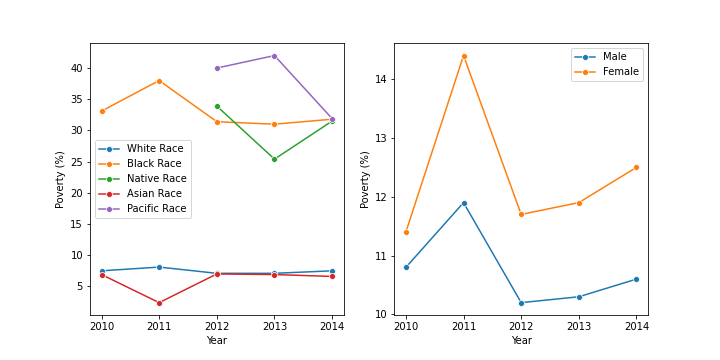 Poverty (%)
40
35
30
25
20
15
10
5
White Race
Black Race
Native Race
Asian Race
Pacific Race
2010 2011 2012 2013 2014
Year
Poverty (%)
14
13
12
11
10
Male
Female
2010 2011 2012 2013 2014
Year